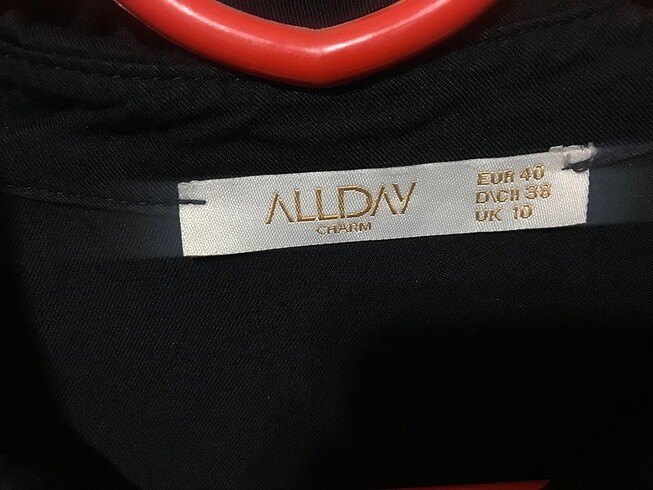 ALLDAY
CHARM
EUR 40
D\CH 38
UK 10